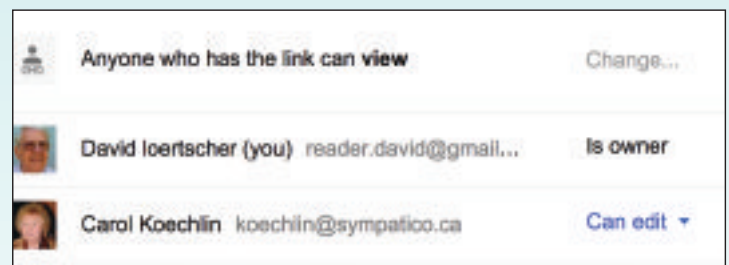 Anyone who has the link can view Change...
David loertscher (you) reader.david@gmail... Is owner
Carol Koechlin koechlin@sympatico.ca Can edit